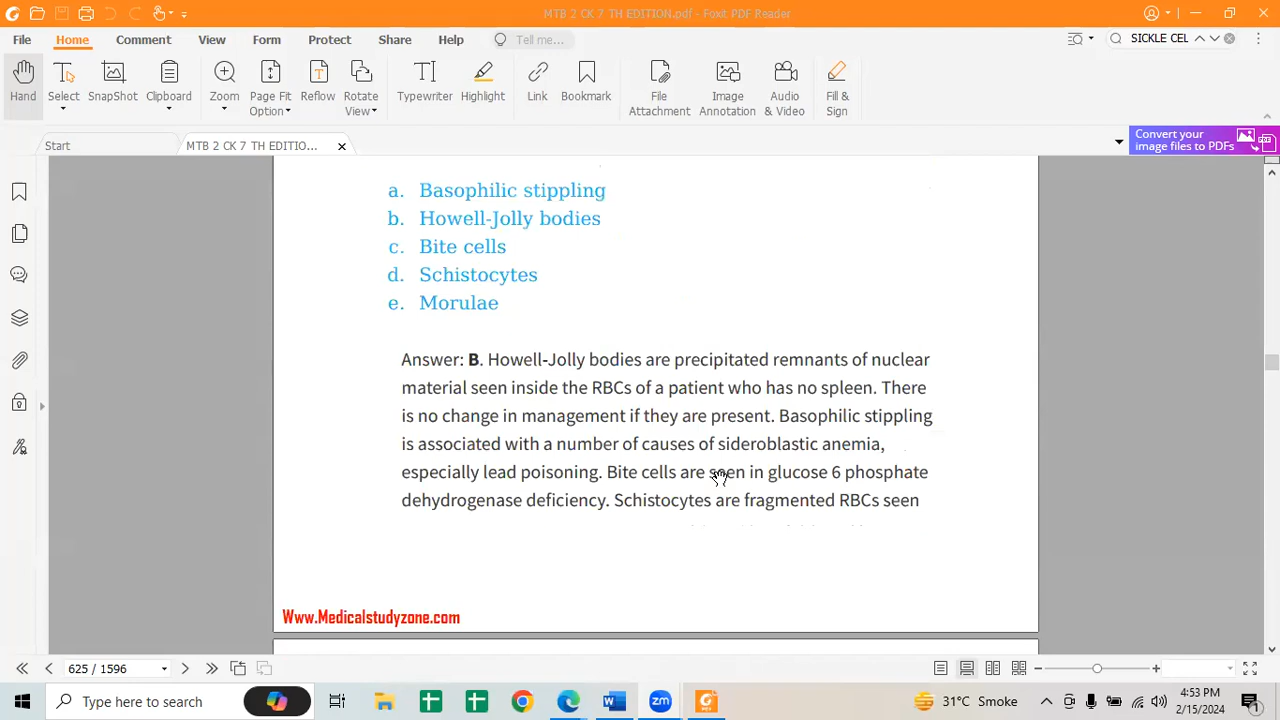 MTB 2 CK 7 TH EDITION.pdf - Foxit PDF Reader
File Home Comment View Form Protect Share Help Tell me... SICKLE CEL
Hand Select SnapShot Clipboard Zoom Page Fit Option Reflow Rotate View Typewriter Highlight Link Bookmark File Attachment Image Annotation Audio & Video Fill & Sign
Start MTB 2 CK 7 TH EDITIO... Convert your image files to PDFs
a. Basophilic stippling
b. Howell-Jolly bodies
c. Bite cells
d. Schistocytes
e. Morulae
Answer: B. Howell-Jolly bodies are precipitated remnants of nuclear
material seen inside the RBCs of a patient who has no spleen. There
is no change in management if they are present. Basophilic stippling
is associated with a number of causes of sideroblastic anemia,
especially lead poisoning. Bite cells are seen in glucose 6 phosphate
dehydrogenase deficiency. Schistocytes are fragmented RBCs seen
Www.Medicalstudyzone.com
625 / 1596
Type here to search
31°C Smoke
4:53 PM
2/15/2024